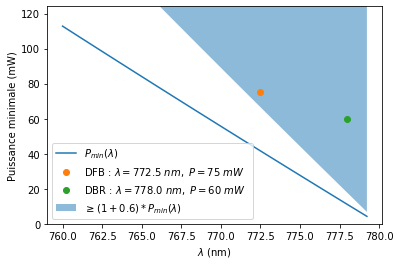 120
100
80
60
40
20
0
Puissance minimale (mW)
P_min(λ)
DFB : λ = 772.5 nm, P = 75 mW
DBR : λ = 778.0 nm, P = 60 mW
≥ (1 + 0.6) * P_min(λ)
760.0 762.5 765.0 767.5 770.0 772.5 775.0 777.5 780.0
λ (nm)